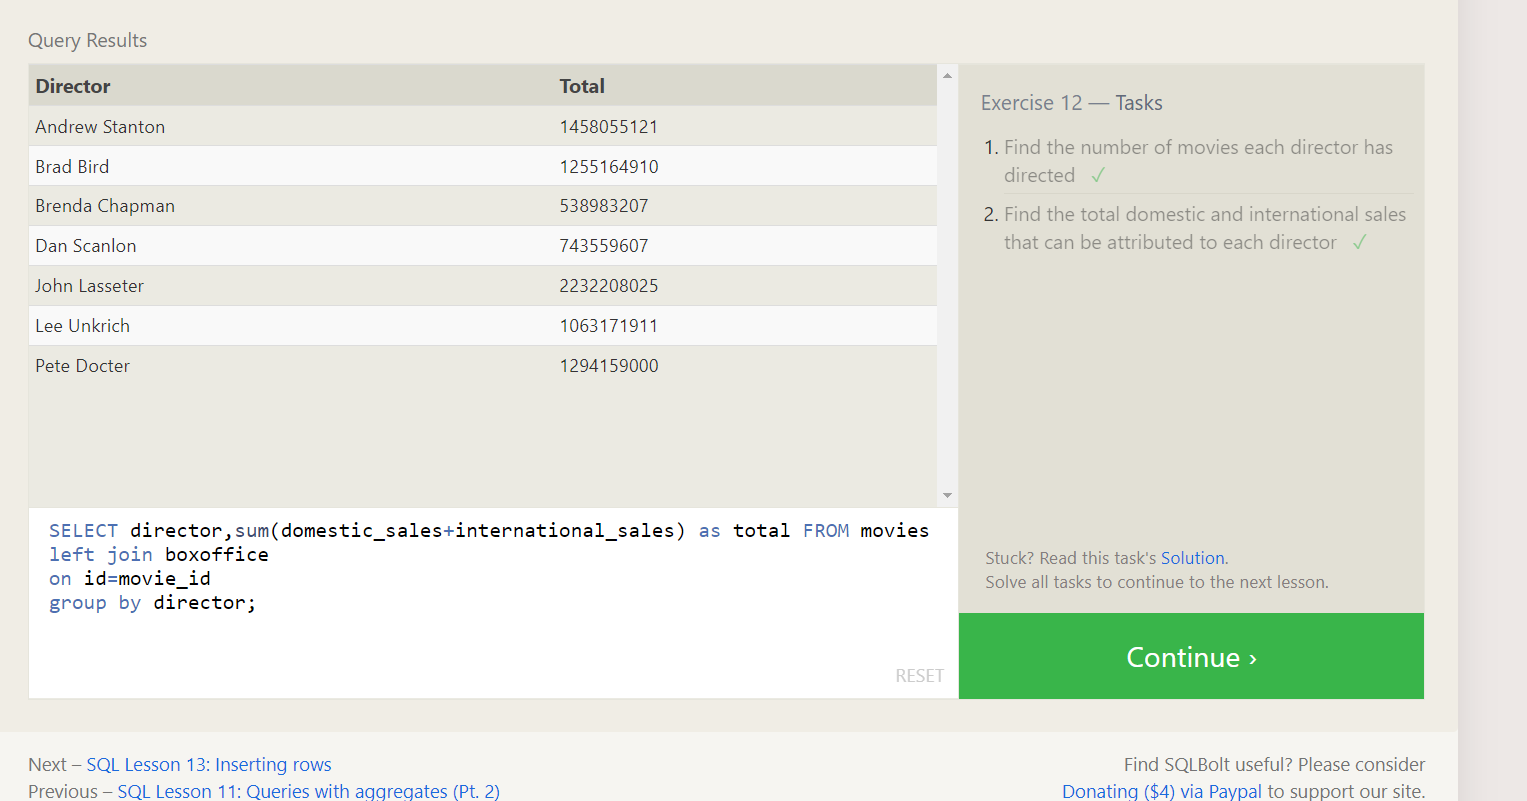 Query Results
Director Total
Andrew Stanton 1458055121
Brad Bird 1255164910
Brenda Chapman 538983207
Dan Scanlon 743559607
John Lasseter 2232208025
Lee Unkrich 1063171911
Pete Docter 1294159000
SELECT director,sum(domestic_sales+international_sales) as total FROM movies
left join boxoffice
on id=movie_id
group by director;
RESET
Exercise 12 — Tasks
1. Find the number of movies each director has
directed ✓
2. Find the total domestic and international sales
that can be attributed to each director ✓
Stuck? Read this task's Solution.
Solve all tasks to continue to the next lesson.
Continue ›
Next – SQL Lesson 13: Inserting rows
Previous – SQL Lesson 11: Queries with aggregates (Pt. 2)
Find SQLBolt useful? Please consider
Donating ($4) via Paypal to support our site.